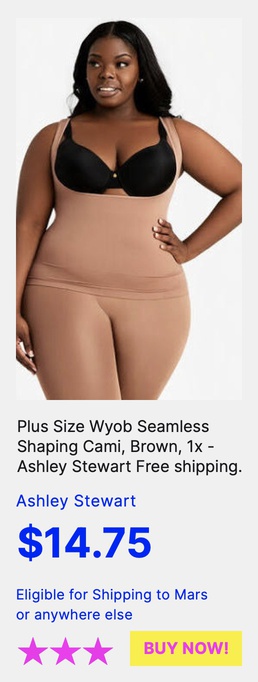 Plus Size Wyob Seamless
Shaping Cami, Brown, 1x -
Ashley Stewart Free shipping.
Ashley Stewart
$14.75
Eligible for Shipping to Mars
or anywhere else
BUY NOW!